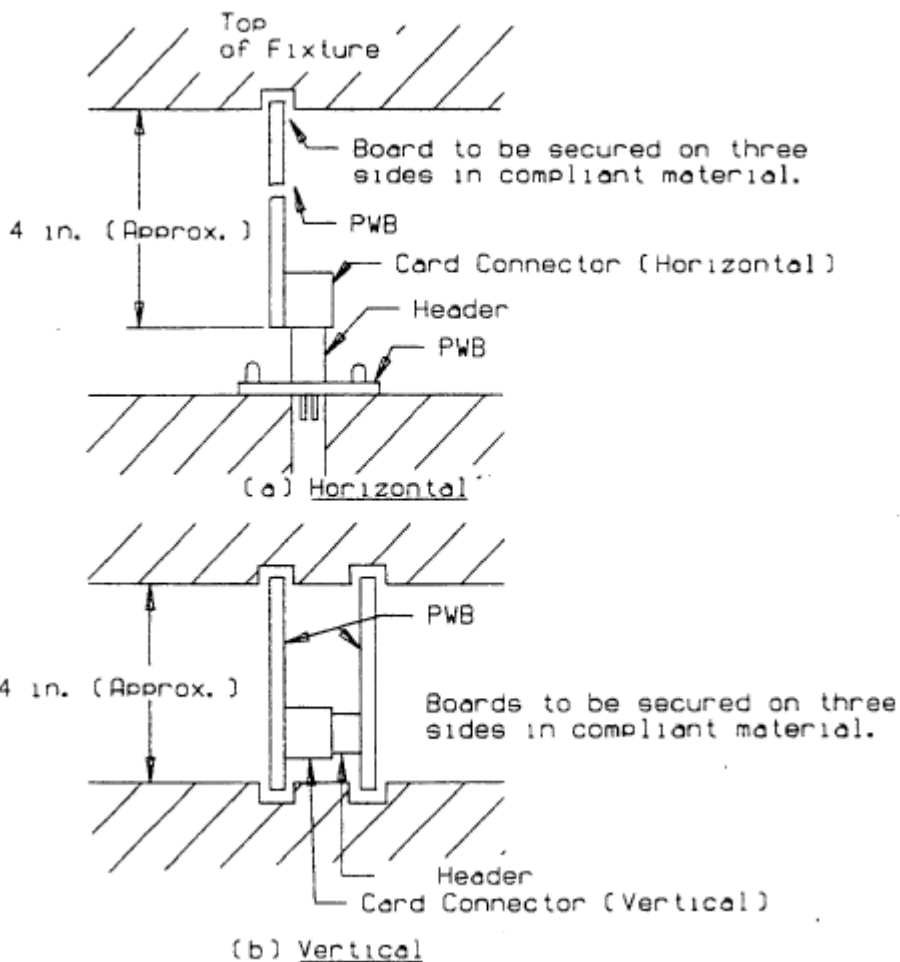 Top
of Fixture
Board to be secured on three
sides in compliant material.
PWB
4 in. (Approx.)
Card Connector (Horizontal)
Header
PWB
(a) Horizontal
PWB
4 in. (Approx.)
Boards to be secured on three
sides in compliant material.
Header
Card Connector (Vertical)
(b) Vertical